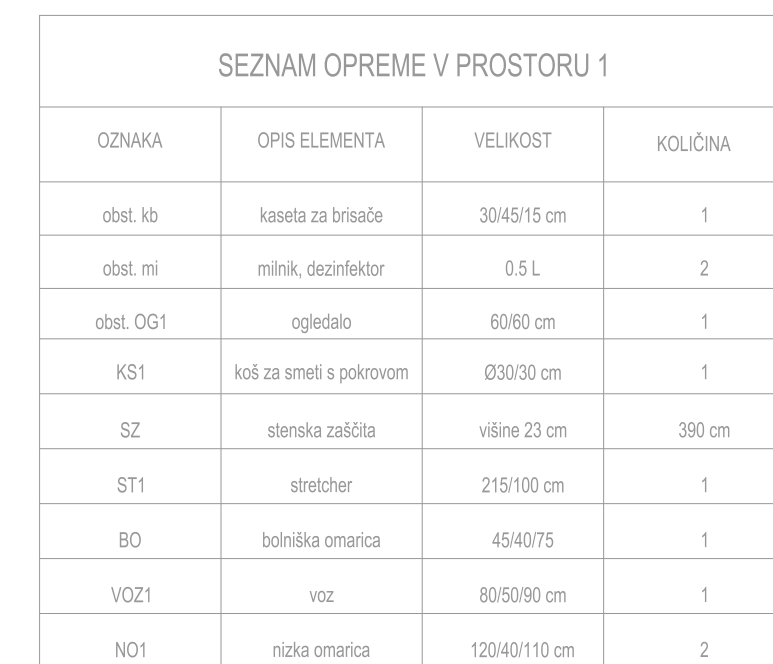 SEZNAM OPREME V PROSTORU 1
OZNAKA OPIS ELEMENTA VELIKOST KOLIČINA
obst. kb kaseta za brisače 30/45/15 cm 1
obst. mi milnik, dezinfektor 0.5 L 2
obst. OG1 ogledalo 60/60 cm 1
KS1 koš za smeti s pokrovom Ø30/30 cm 1
SZ stenska zaščita višine 23 cm 390 cm
ST1 stretcher 215/100 cm 1
BO bolniška omarica 45/40/75 1
VOZ1 voz 80/50/90 cm 1
NO1 nizka omarica 120/40/110 cm 2